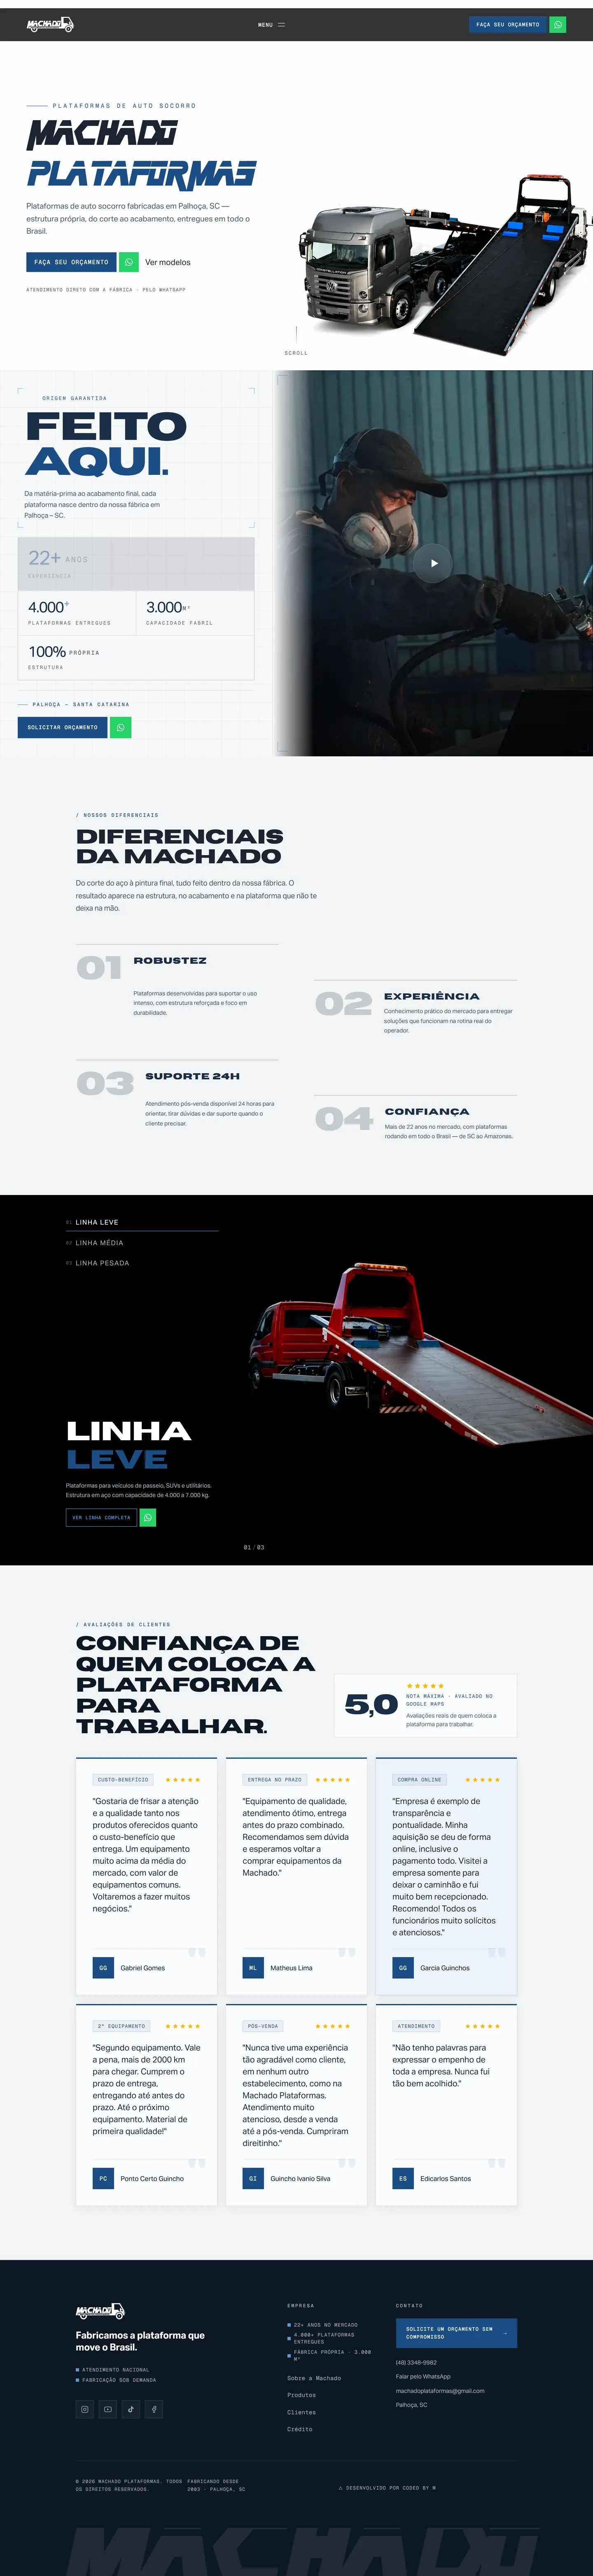 MACHADO
MENU
FAÇA SEU ORÇAMENTO
PLATAFORMAS DE AUTO SOCORRO
MACHADO
PLATAFORMAS
Plataformas de auto socorro fabricadas em Palhoça, SC —
estrutura própria, do corte ao acabamento, entregues em todo o
Brasil.
FAÇA SEU ORÇAMENTO
Ver modelos
ATENDIMENTO DIRETO COM A FÁBRICA · PELO WHATSAPP
SCROLL
ORIGEM GARANTIDA
FEITO
AQUI.
Da matéria-prima ao acabamento final, cada
plataforma nasce dentro da nossa fábrica em
Palhoça – SC.
22+ ANOS
EXPERIÊNCIA
4.000+
PLATAFORMAS ENTREGUES
3.000M²
CAPACIDADE FABRIL
100% PRÓPRIA
ESTRUTURA
PALHOÇA — SANTA CATARINA
SOLICITAR ORÇAMENTO
/ NOSSOS DIFERENCIAIS
DIFERENCIAIS
DA MACHADO
Do corte do aço à pintura final, tudo feito dentro da nossa fábrica. O
resultado aparece na estrutura, no acabamento e na plataforma que não te
deixa na mão.
01
ROBUSTEZ
Plataformas desenvolvidas para suportar o uso
intenso, com estrutura reforçada e foco em
durabilidade.
02
EXPERIÊNCIA
Conhecimento prático do mercado para entregar
soluções que funcionam na rotina real do
operador.
03
SUPORTE 24H
Atendimento pós-venda disponível 24 horas para
orientar, tirar dúvidas e dar suporte quando o
cliente precisar.
04
CONFIANÇA
Mais de 22 anos no mercado, com plataformas
rodando em todo o Brasil — de SC ao Amazonas.
01 LINHA LEVE
02 LINHA MÉDIA
03 LINHA PESADA
LINHA
LEVE
Plataformas para veículos de passeio, SUVs e utilitários.
Estrutura em aço com capacidade de 4.000 a 7.000 kg.
VER LINHA COMPLETA
01 / 03
/ AVALIAÇÕES DE CLIENTES
CONFIANÇA DE
QUEM COLOCA A
PLATAFORMA
PARA
TRABALHAR.
5,0
NOTA MÁXIMA · AVALIADO NO
GOOGLE MAPS
Avaliações reais de quem coloca a
plataforma para trabalhar.
CUSTO-BENEFÍCIO
"Gostaria de frisar a atenção
e a qualidade tanto nos
produtos oferecidos quanto
o custo-benefício que
entrega. Um equipamento
muito acima da média do
mercado, com valor de
equipamentos comuns.
Voltaremos a fazer muitos
negócios."
GG
Gabriel Gomes
ENTREGA NO PRAZO
"Equipamento de qualidade,
atendimento ótimo, entrega
antes do prazo combinado.
Recomendamos sem dúvida
e esperamos voltar a
comprar equipamentos da
Machado."
ML
Matheus Lima
COMPRA ONLINE
"Empresa é exemplo de
transparência e
pontualidade. Minha
aquisição se deu de forma
online, inclusive o
pagamento todo. Visitei a
empresa somente para
deixar o caminhão e fui
muito bem recepcionado.
Recomendo! Todos os
funcionários muito solícitos
e atenciosos."
GG
Garcia Guinchos
2º EQUIPAMENTO
"Segundo equipamento. Vale
a pena, mais de 2000 km
para chegar. Cumprem o
prazo de entrega,
entregando até antes do
prazo. Até o próximo
equipamento. Material de
primeira qualidade!"
PC
Ponto Certo Guincho
PÓS-VENDA
"Nunca tive uma experiência
tão agradável como cliente,
em nenhum outro
estabelecimento, como na
Machado Plataformas.
Atendimento muito
atencioso, desde a venda
até a pós-venda. Cumpriram
direitinho."
GI
Guincho Ivanio Silva
ATENDIMENTO
"Não tenho palavras para
expressar o empenho de
toda a empresa. Nunca fui
tão bem acolhido."
ES
Edicarlos Santos
MACHADO
Fabricamos a plataforma que
move o Brasil.
ATENDIMENTO NACIONAL
FABRICAÇÃO SOB DEMANDA
EMPRESA
22+ ANOS NO MERCADO
4.000+ PLATAFORMAS
ENTREGUES
FÁBRICA PRÓPRIA · 3.000
M²
Sobre a Machado
Produtos
Clientes
Crédito
CONTATO
SOLICITE UM ORÇAMENTO SEM
COMPROMISSO
(48) 3348-9982
Falar pelo WhatsApp
machadoplataformas@gmail.com
Palhoça, SC
© 2026 MACHADO PLATAFORMAS. TODOS
OS DIREITOS RESERVADOS.
FABRICANDO DESDE
2003 · PALHOÇA, SC
DESENVOLVIDO POR CODED BY M
MACHADO